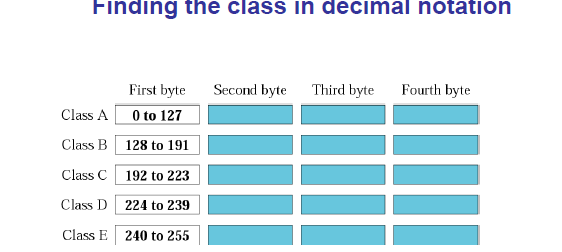 Finding the class in decimal notation
First byte Second byte Third byte Fourth byte
Class A 0 to 127
Class B 128 to 191
Class C 192 to 223
Class D 224 to 239
Class E 240 to 255